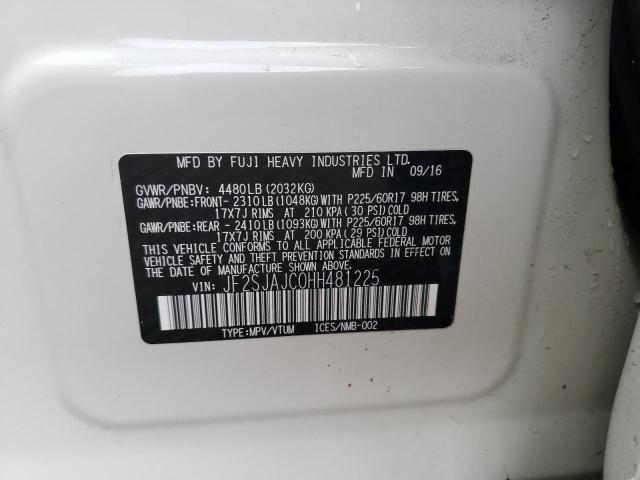 MFD BY FUJI HEAVY INDUSTRIES LTD.
MFD IN 09/16
GVWR/PNBV: 4480LB(2032KG)
GAWR/PNBE:FRONT- 2310LB(1048KG)WITH P225/60R17 98H TIRES,
17X7J RIMS AT 210 KPA(30 PSI)COLD
GAWR/PNBE:REAR - 2410LB(1093KG)WITH P225/60R17 98H TIRES,
17X7J RIMS AT 200 KPA(29 PSI)COLD
THIS VEHICLE CONFORMS TO ALL APPLICABLE FEDERAL MOTOR
VEHICLE SAFETY AND THEFT PREVENTION STANDARDS IN EFFECT ON
THE DATE OF MANUFACTURE SHOWN ABOVE.
VIN: JF2SJAJC0HH481225
TYPE:MPV/VTUM ICES/NMB-002